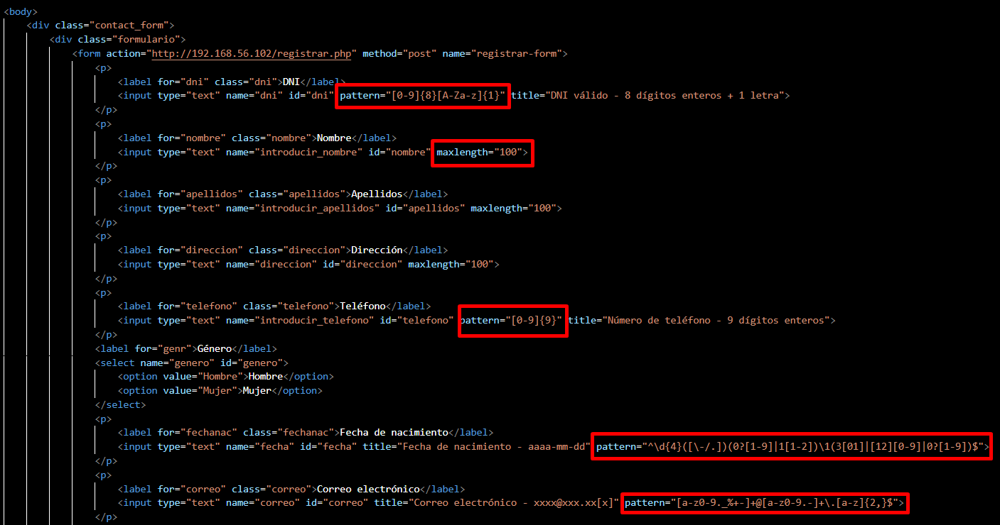 <body>
<div class="contact_form">
<div class="formulario">
<form action="http://192.168.56.102/registrar.php" method="post" name="registrar-form">
<p>
<label for="dni" class="dni">DNI</label>
<input type="text" name="dni" id="dni" pattern="[0-9]{8}[A-Za-z]{1}" title="DNI válido - 8 dígitos enteros + 1 letra">
</p>
<p>
<label for="nombre" class="nombre">Nombre</label>
<input type="text" name="introducir_nombre" id="nombre" maxlength="100">
</p>
<p>
<label for="apellidos" class="apellidos">Apellidos</label>
<input type="text" name="introducir_apellidos" id="apellidos" maxlength="100">
</p>
<p>
<label for="direccion" class="direccion">Dirección</label>
<input type="text" name="direccion" id="direccion" maxlength="100">
</p>
<p>
<label for="telefono" class="telefono">Teléfono</label>
<input type="text" name="introducir_telefono" id="telefono" pattern="[0-9]{9}" title="Número de teléfono - 9 dígitos enteros">
</p>
<label for="genr">Género</label>
<select name="genero" id="genero">
<option value="Hombre">Hombre</option>
<option value="Mujer">Mujer</option>
</select>
<p>
<label for="fechanac" class="fechanac">Fecha de nacimiento</label>
<input type="text" name="fecha" id="fecha" title="Fecha de nacimiento - aaaa-mm-dd" pattern="^\d{4}([\-/.])(0?[1-9]|1[1-2])\1(3[01]|[12][0-9]|0?[1-9])$">
</p>
<p>
<label for="correo" class="correo">Correo electrónico</label>
<input type="text" name="correo" id="correo" title="Correo electrónico - xxxx@xxx.xx[x]" pattern="[a-z0-9._%+-]+@[a-z0-9.-]+\.[a-z]{2,}$">
</p>